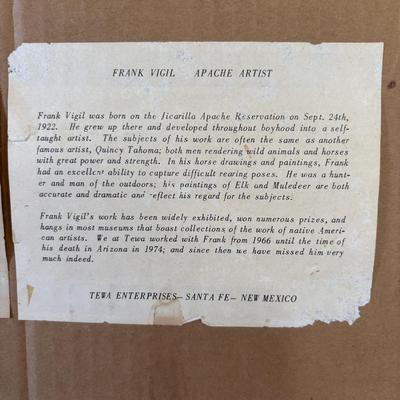 FRANK VIGIL APACHE ARTIST
Frank Vigil was born on the Jicarilla Apache Reservation on Sept. 24th,
1922. He grew up there and developed throughout boyhood into a self-
taught artist. The subjects of his work are often the same as another
famous artist, Quincy Tahoma; both men rendering wild animals and horses
with great power and strength. In his horse drawings and paintings, Frank
had an excellent ability to capture difficult rearing poses. He was a hunt-
er and man of the outdoors; his paintings of Elk and Muledeer are both
accurate and dramatic and reflect his regard for the subjects.
Frank Vigil's work has been widely exhibited, won numerous prizes, and
hangs in most museums that boast collections of the work of native Ameri-
can artists. We at Tewa worked with Frank from 1966 until the time of
his death in Arizona in 1974; and since then we have missed him very
much indeed.
TEWA ENTERPRISES— SANTA FE— NEW MEXICO